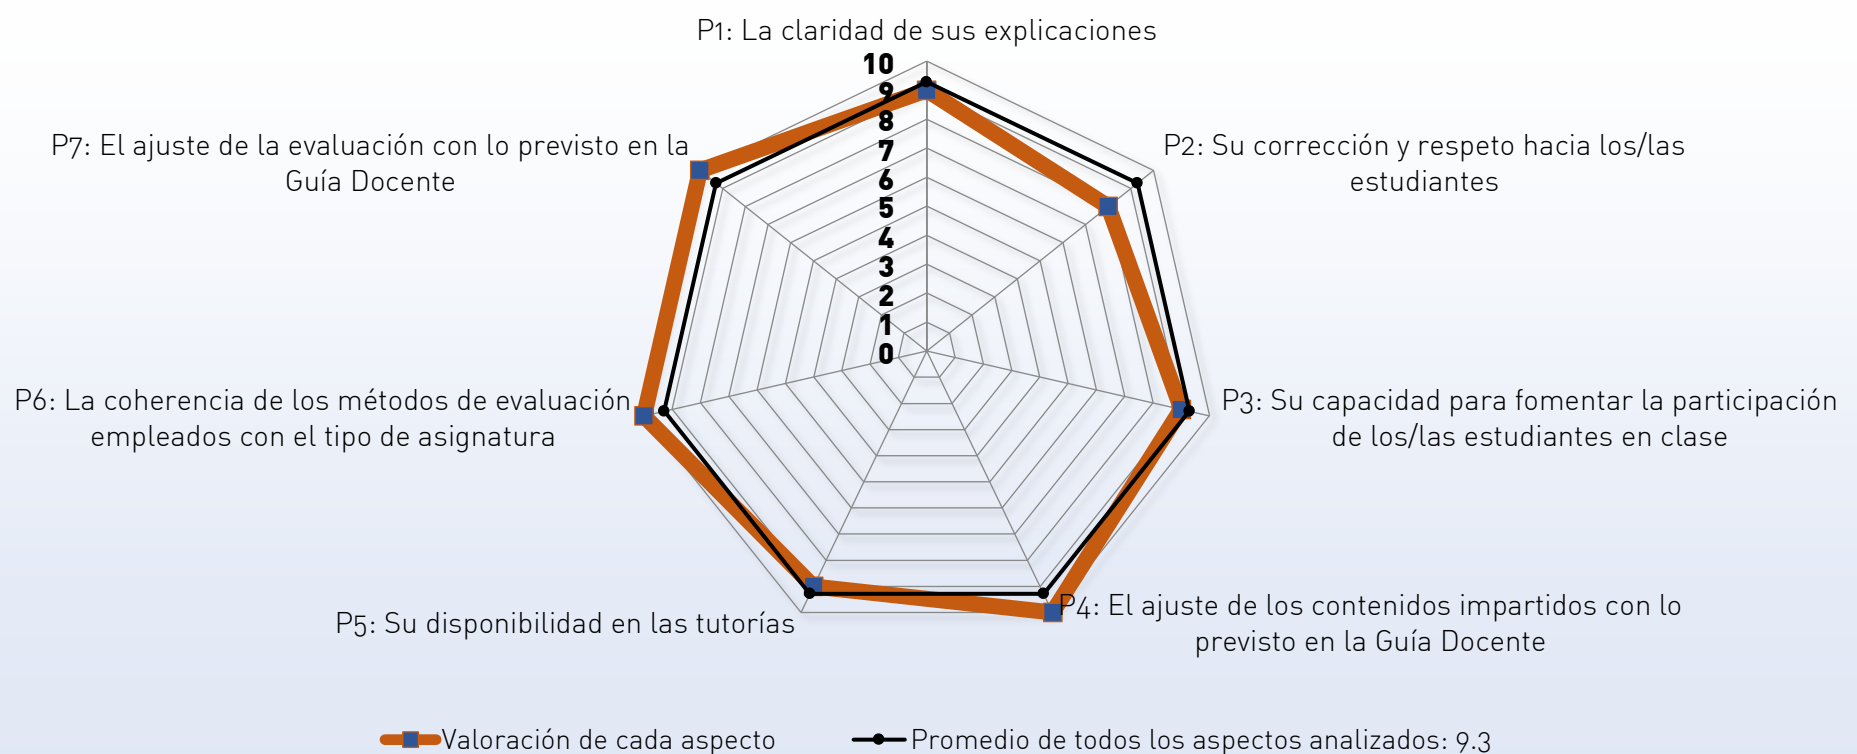 P1: La claridad de sus explicaciones
10
9
8
7
6
5
4
3
2
1
0
P2: Su corrección y respeto hacia los/las
estudiantes
P3: Su capacidad para fomentar la participación
de los/las estudiantes en clase
P4: El ajuste de los contenidos impartidos con lo
previsto en la Guía Docente
P5: Su disponibilidad en las tutorías
P6: La coherencia de los métodos de evaluación
empleados con el tipo de asignatura
P7: El ajuste de la evaluación con lo previsto en la
Guía Docente
Valoración de cada aspecto
Promedio de todos los aspectos analizados: 9.3